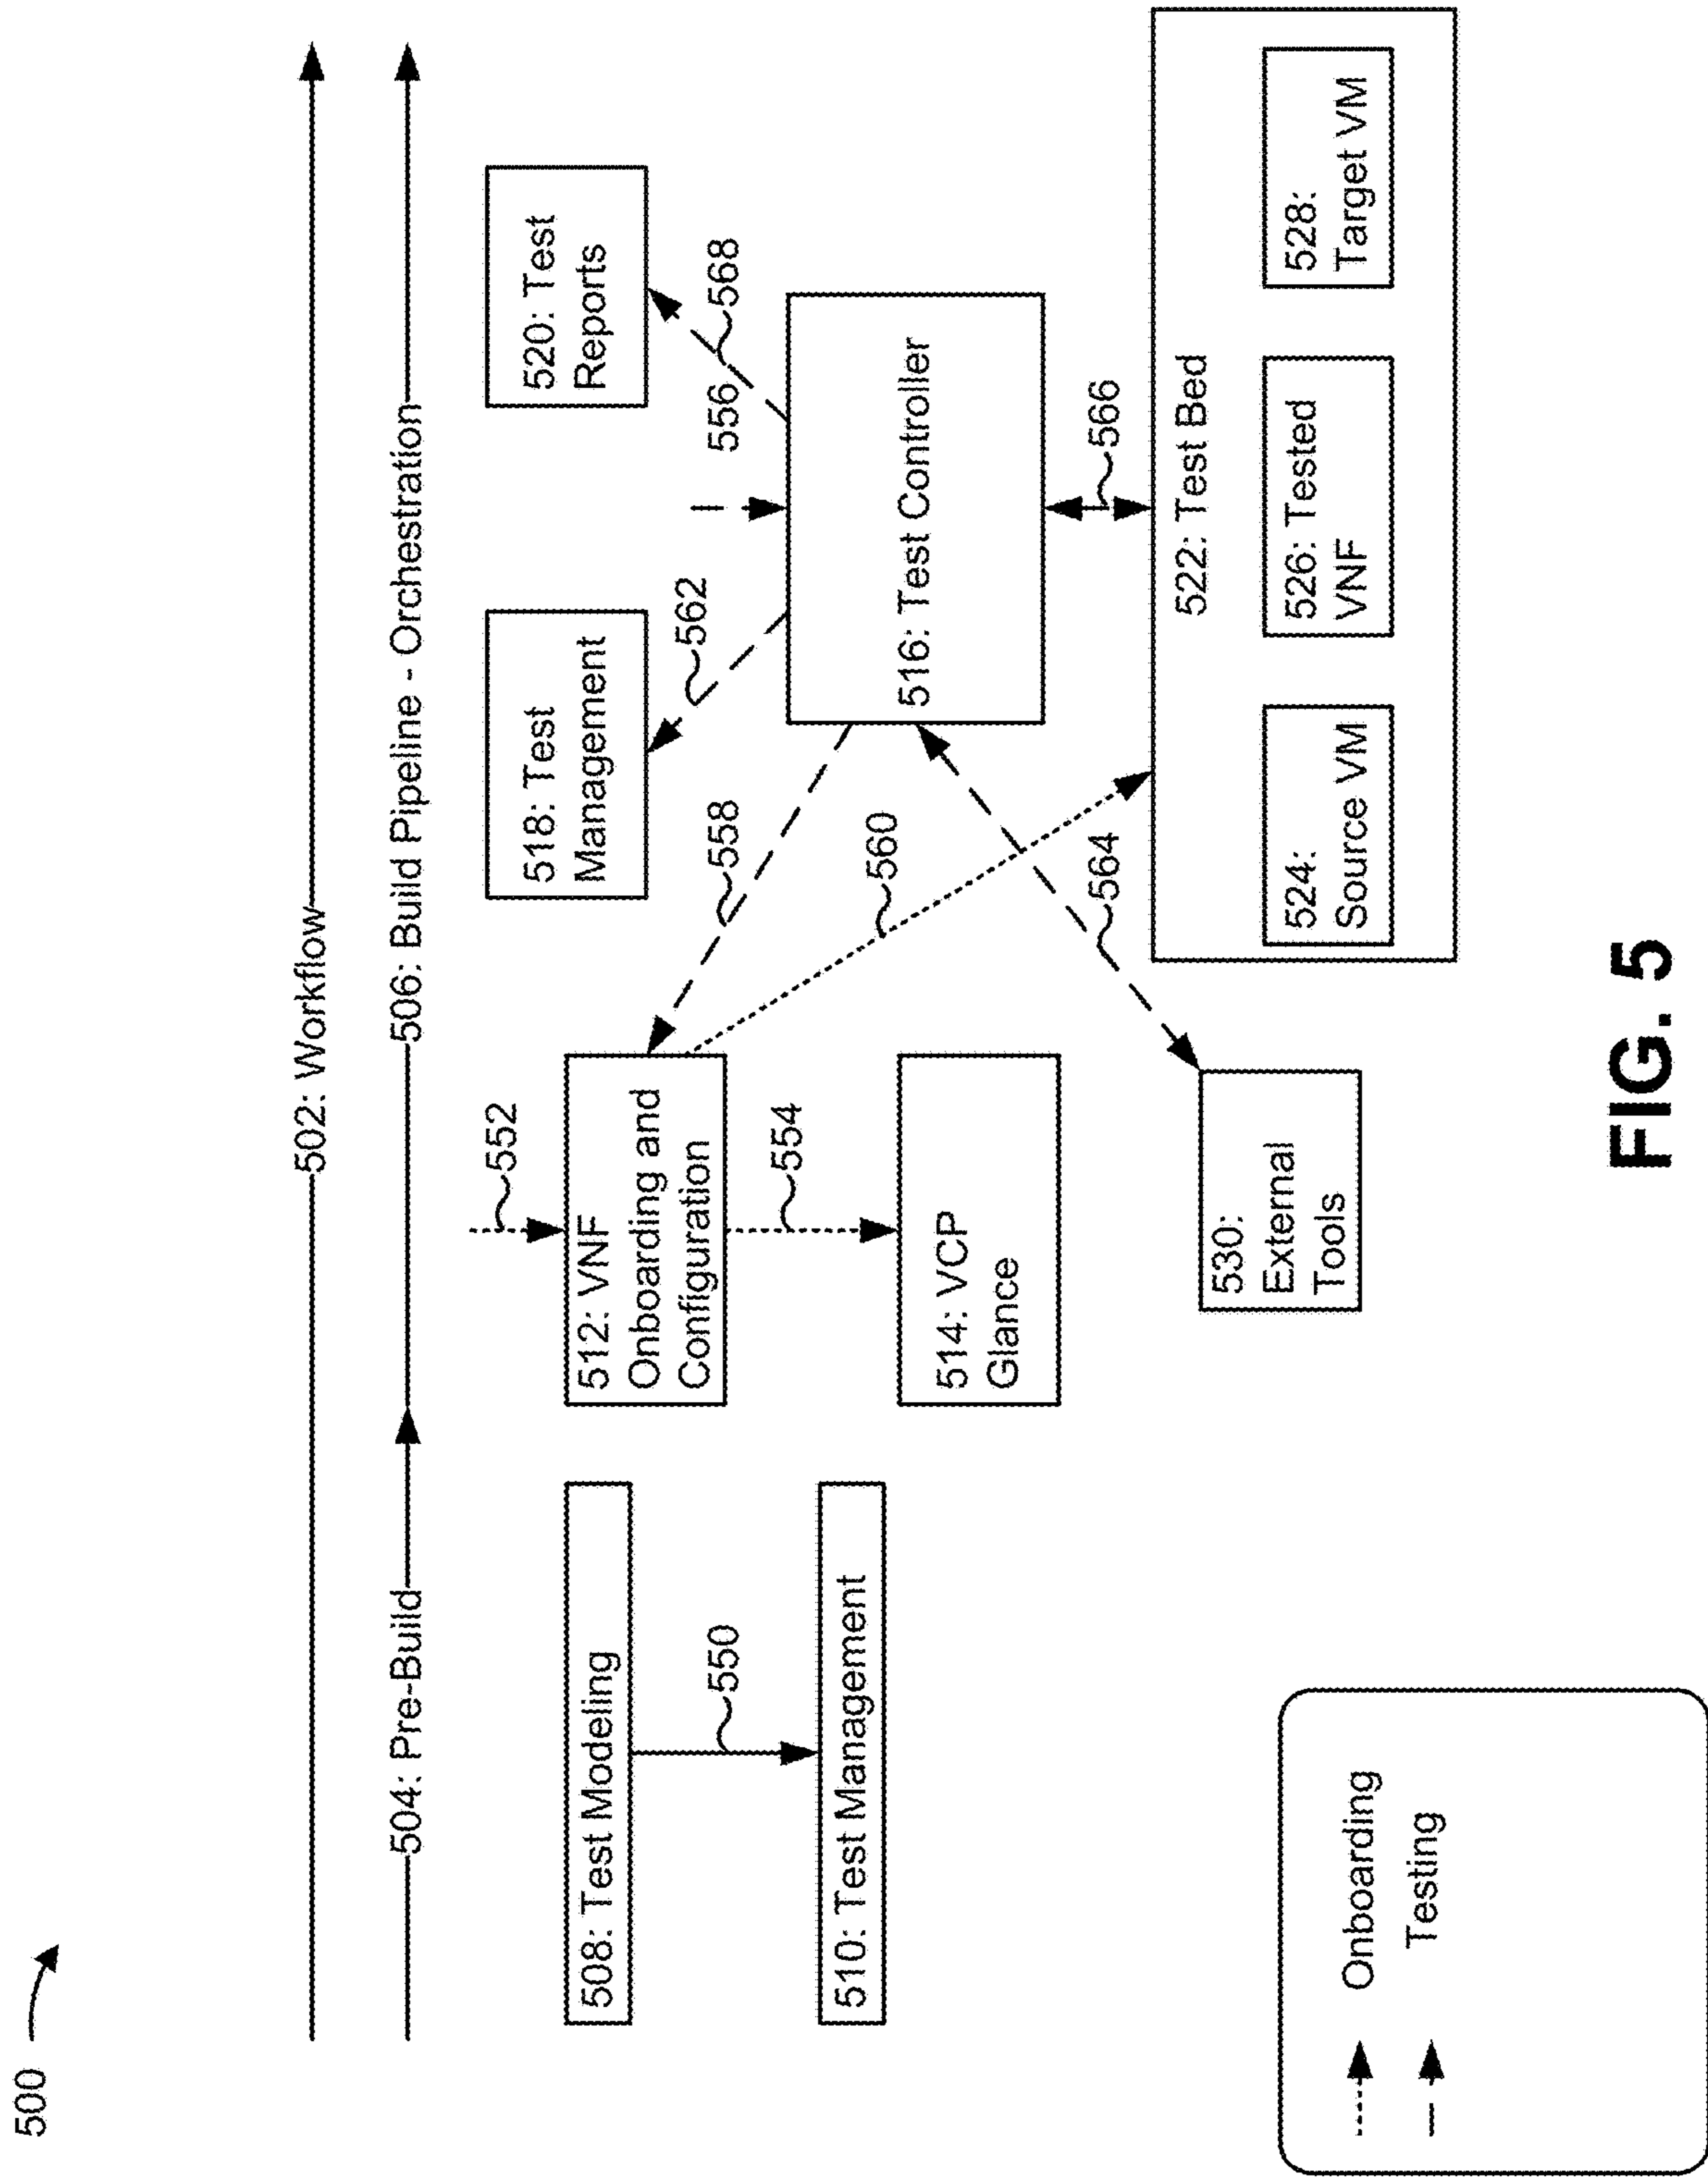 500
502: Workflow
504: Pre-Build
506: Build Pipeline - Orchestration
508: Test Modeling
550
510: Test Management
552
512: VNF
Onboarding and
Configuration
554
514: VCP
Glance
518: Test
Management
520: Test
Reports
558
562
556
568
560
516: Test Controller
564
566
530:
External
Tools
522: Test Bed
524:
Source VM
526: Tested
VNF
528:
Target VM
Onboarding
Testing
FIG. 5